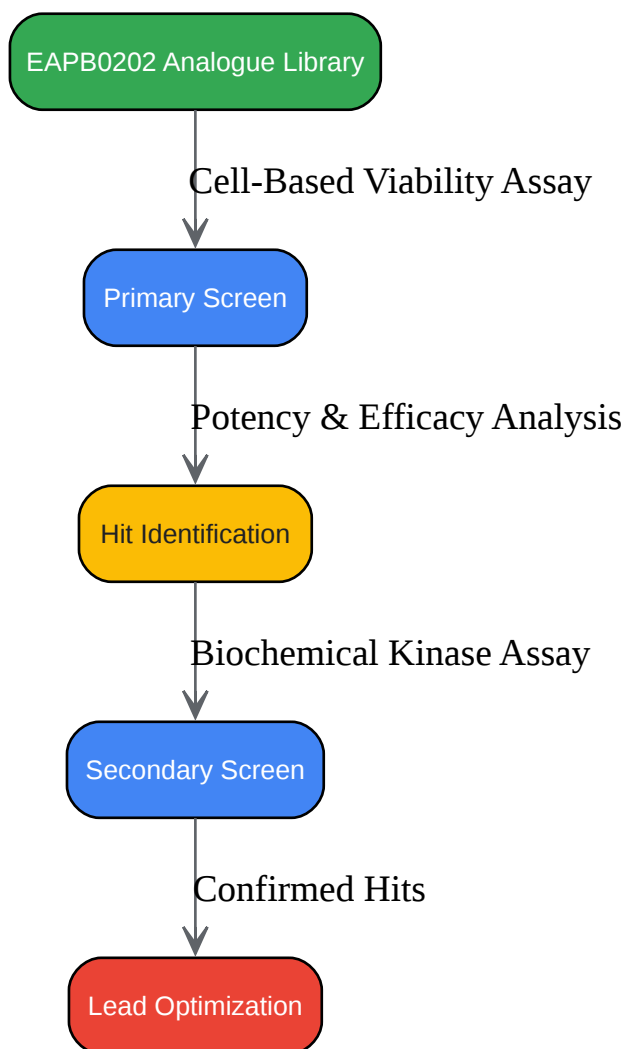 EAPB0202 Analogue Library
Cell-Based Viability Assay
Primary Screen
Potency & Efficacy Analysis
Hit Identification
Biochemical Kinase Assay
Secondary Screen
Confirmed Hits
Lead Optimization